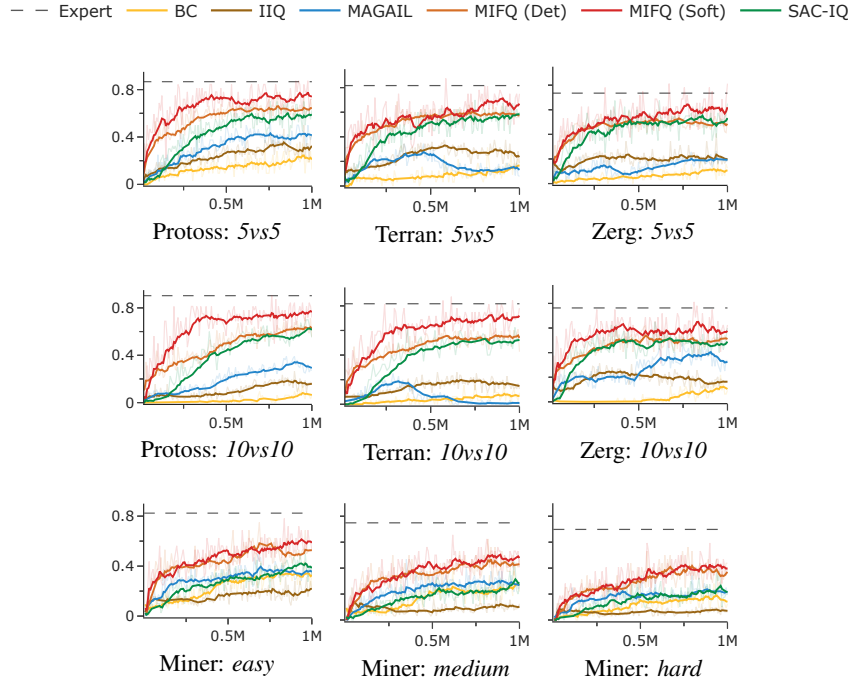 Expert BC IIQ MAGAIL MIFQ (Det) MIFQ (Soft) SAC-IQ
0.8
0.4
0
0.5M 1M 0.5M 1M 0.5M 1M
Protoss: 5vs5 Terran: 5vs5 Zerg: 5vs5
0.8
0.4
0
0.5M 1M 0.5M 1M 0.5M 1M
Protoss: 10vs10 Terran: 10vs10 Zerg: 10vs10
0.8
0.4
0
0.5M 1M 0.5M 1M 0.5M 1M
Miner: easy Miner: medium Miner: hard